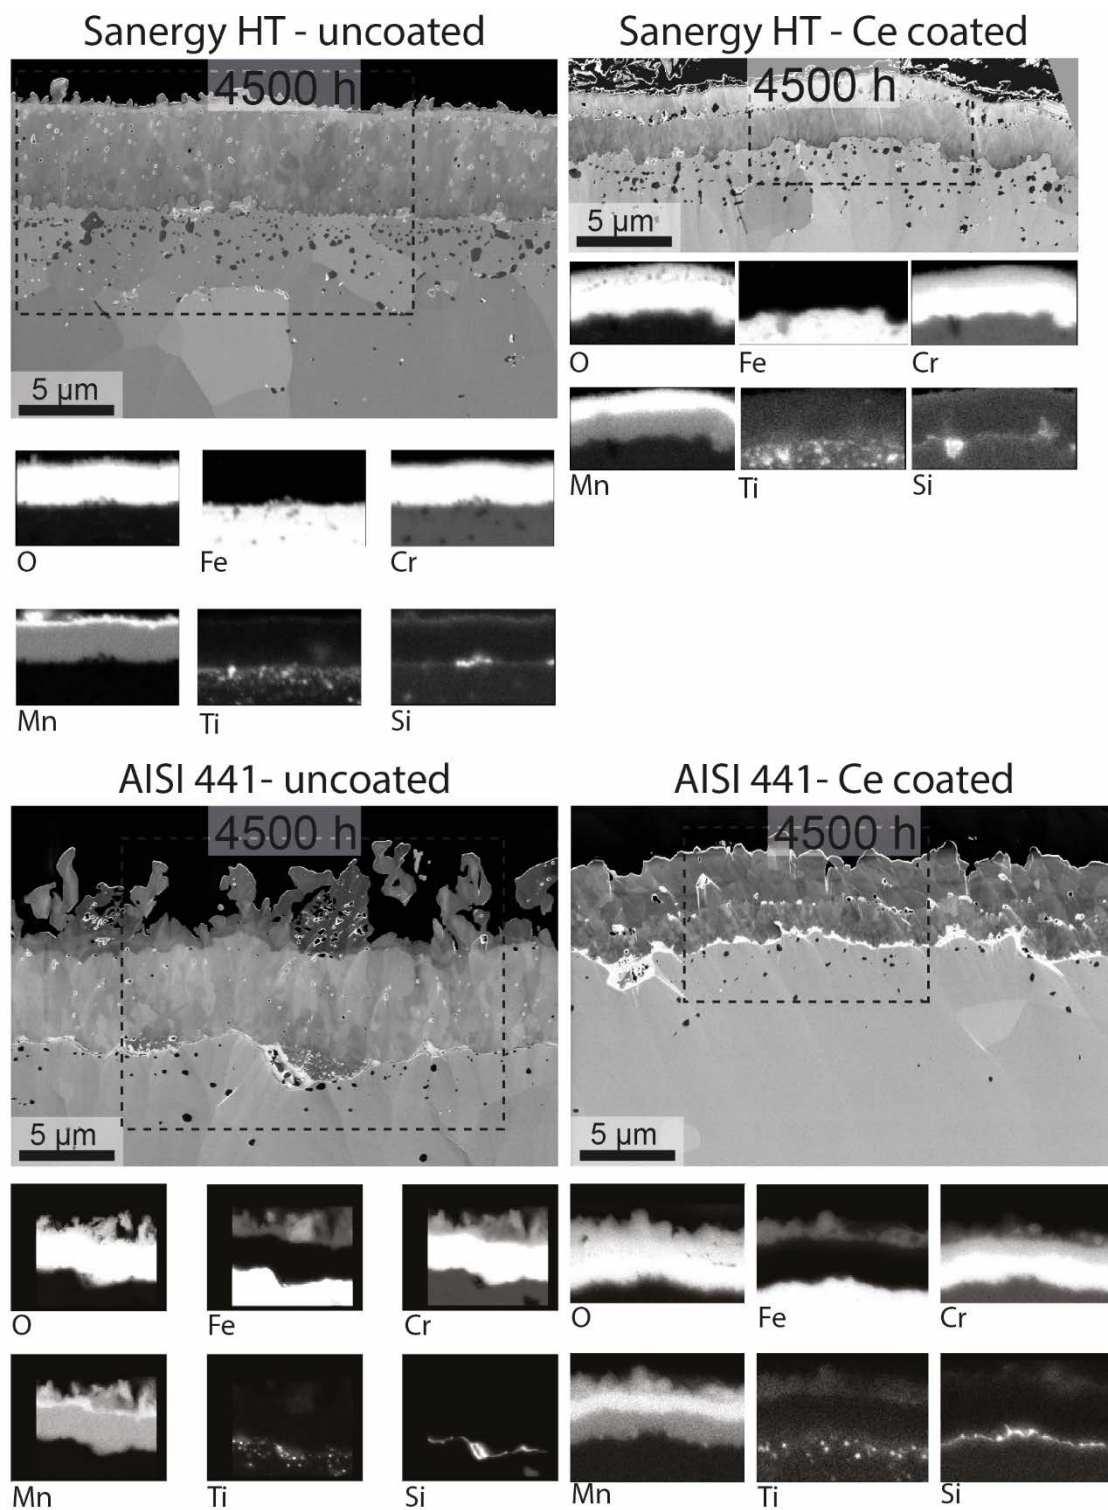 Sanergy HT - uncoated
4500 h
5 µm
O
Fe
Cr
Mn
Ti
Si
Sanergy HT - Ce coated
4500 h
5 µm
O
Fe
Cr
Mn
Ti
Si
AISI 441- uncoated
4500 h
5 µm
O
Fe
Cr
Mn
Ti
Si
AISI 441- Ce coated
4500 h
5 µm
O
Fe
Cr
Mn
Ti
Si